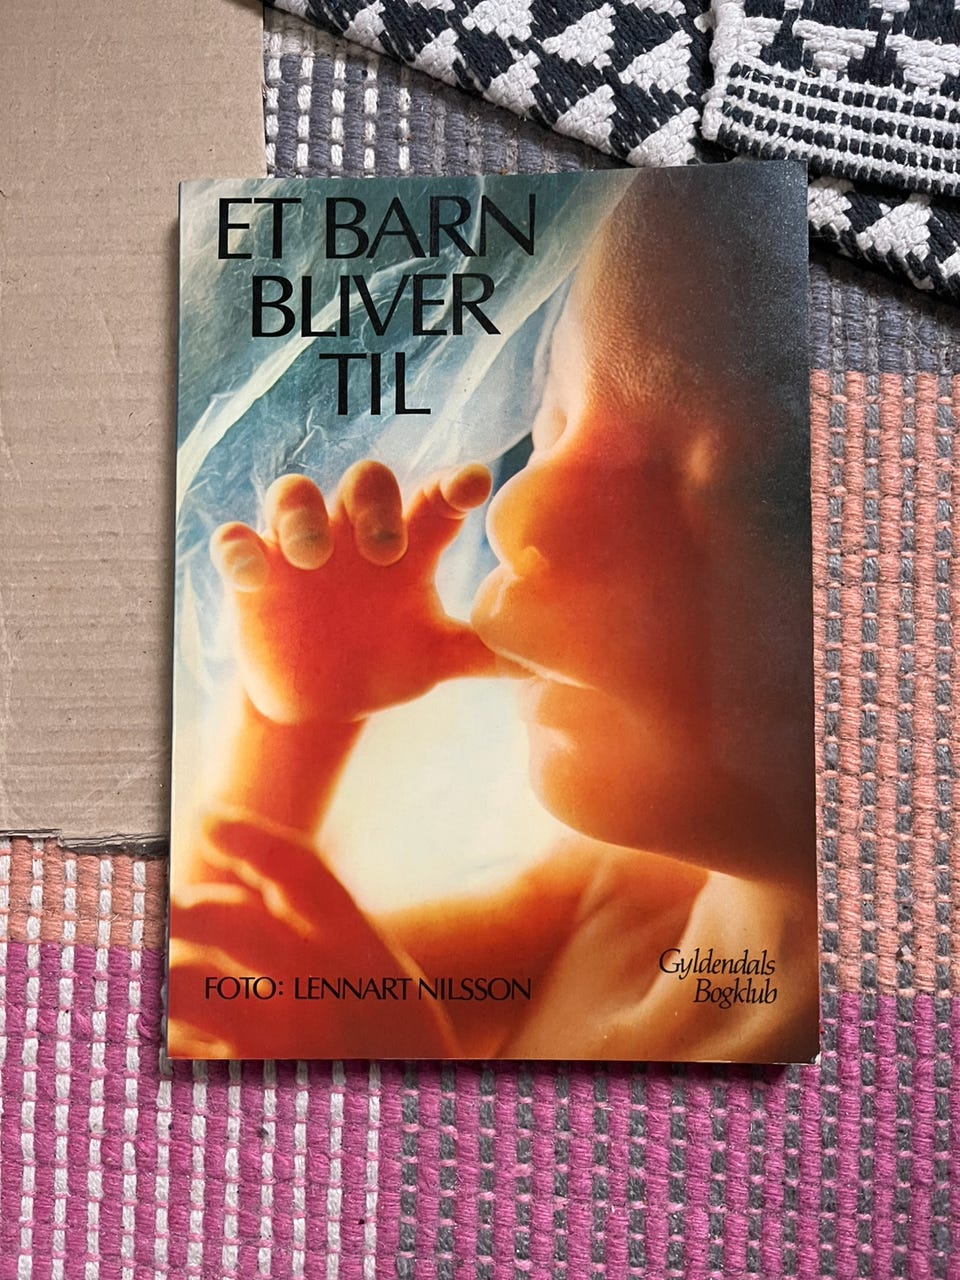 ET BARN
BLIVER
TIL
FOTO: LENNART NILSSON
Gyldendals
Bogklub